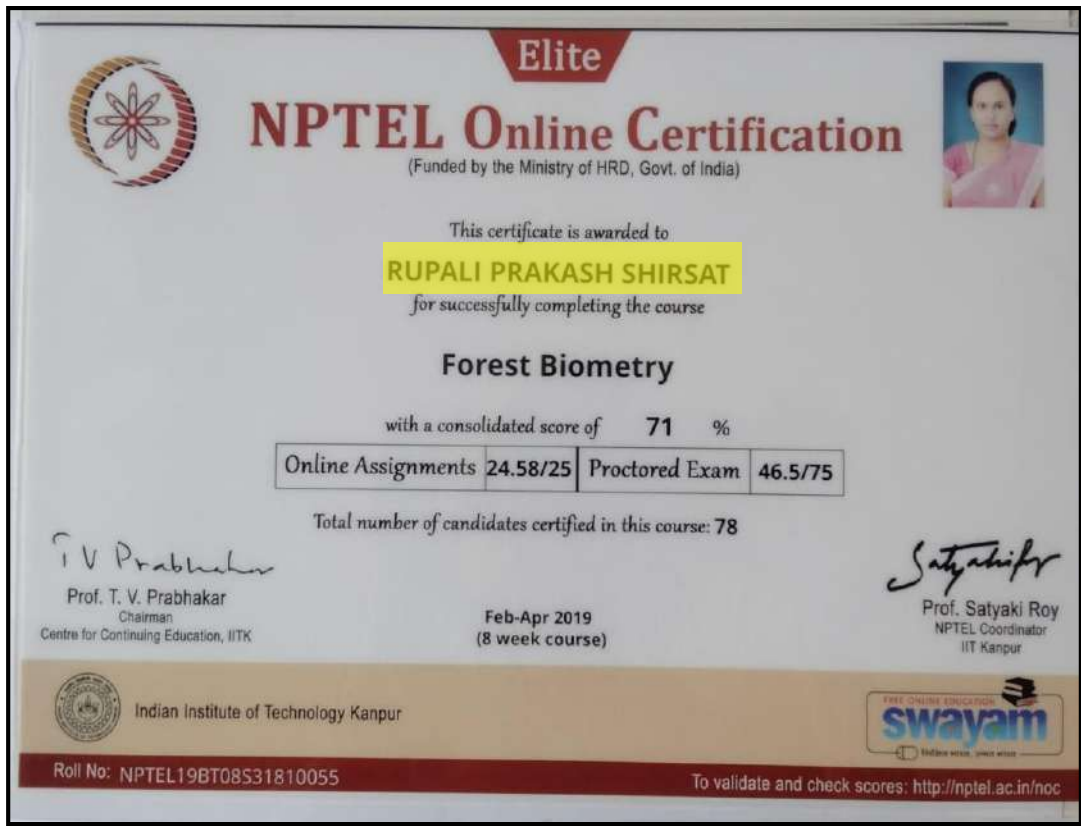 Elite
NPTEL Online Certification
(Funded by the Ministry of HRD, Govt. of India)
This certificate is awarded to
RUPALI PRAKASH SHIRSAT
for successfully completing the course
Forest Biometry
with a consolidated score of 71 %
Online Assignments 24.58/25 Proctored Exam 46.5/75
Total number of candidates certified in this course: 78
T V Prabhakar
Prof. T. V. Prabhakar
Chairman
Centre for Continuing Education, IITK
Feb-Apr 2019
(8 week course)
Prof. Satyaki Roy
NPTEL Coordinator
IIT Kanpur
Indian Institute of Technology Kanpur
FREE ONLINE EDUCATION
swayam
Roll No: NPTEL19BT08S31810055
To validate and check scores: http://nptel.ac.in/noc